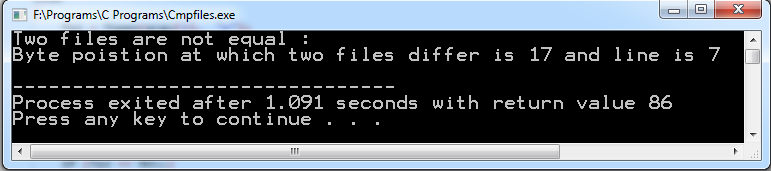 F:\Programs\C Programs\Cmpfiles.exe
Two files are not equal :
Byte poistion at which two files differ is 17 and line is 7
--------------------------------
Process exited after 1.091 seconds with return value 86
Press any key to continue . . .